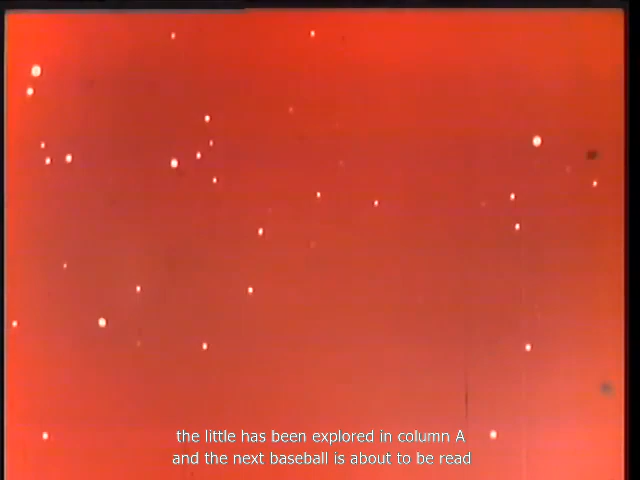 the little has been explored in column A
and the next baseball is about to be read